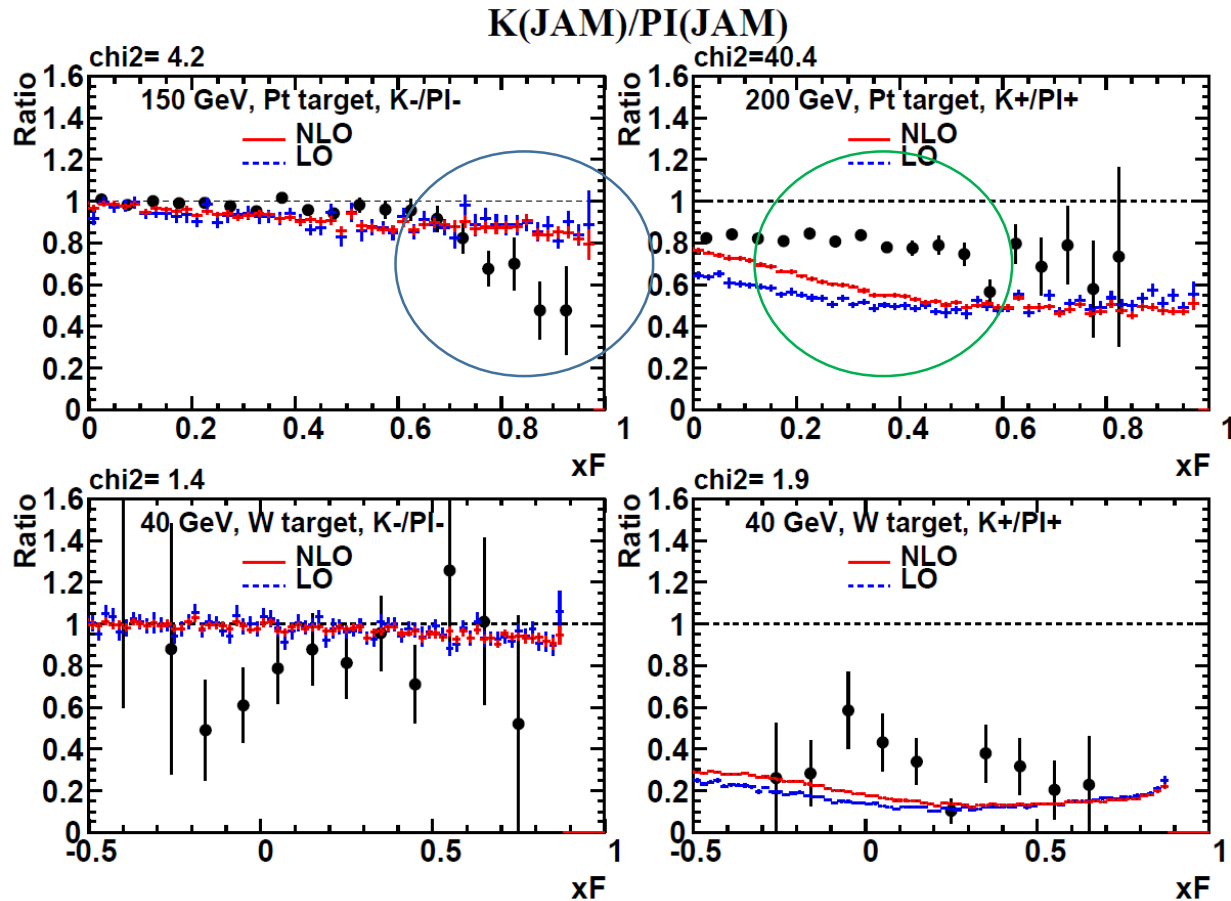 K(JAM)/PI(JAM)
chi2= 4.2
Ratio
150 GeV, Pt target, K-/PI-
NLO
LO
1.6
1.4
1.2
1
0.8
0.6
0.4
0.2
0
0 0.2 0.4 0.6 0.8 1
xF
chi2=40.4
Ratio
200 GeV, Pt target, K+/PI+
NLO
LO
1.6
1.4
1.2
1
0.8
0.6
0.4
0.2
0
0 0.2 0.4 0.6 0.8 1
xF
chi2= 1.4
Ratio
40 GeV, W target, K-/PI-
NLO
LO
1.6
1.4
1.2
1
0.8
0.6
0.4
0.2
0
-0.5 0 0.5 1
xF
chi2= 1.9
Ratio
40 GeV, W target, K+/PI+
NLO
LO
1.6
1.4
1.2
1
0.8
0.6
0.4
0.2
0
-0.5 0 0.5 1
xF